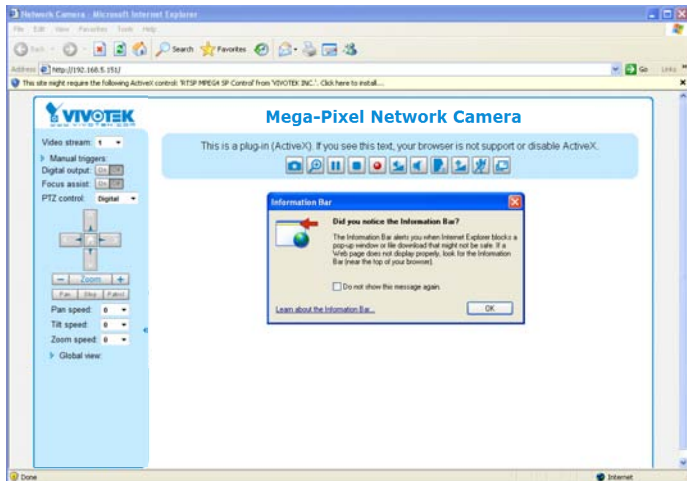 Network Camera - Microsoft Internet Explorer
File Edit View Favorites Tools Help
Back Search Favorites
Address http://192.168.5.151/ Go Links »
This site might require the following ActiveX control: 'RTSP MPEG4 SP Control' from 'VIVOTEK INC.'. Click here to install...
VIVOTEK
www.vivotek.com
Mega-Pixel Network Camera
Video stream: 1
This is a plug-in (ActiveX). If you see this text, your browser is not support or disable ActiveX.
Manual triggers:
Digital output: On Off
Focus assist: On Off
PTZ control: Digital
Information Bar
Did you notice the Information Bar?
The Information Bar alerts you when Internet Explorer blocks a
pop-up window or file download that might not be safe. If a
Web page does not display properly, look for the Information
Bar (near the top of your browser).
Do not show this message again.
Learn about the Information Bar...
OK
− Zoom +
Pan Stop Patrol
Pan speed: 0
Tilt speed: 0
Zoom speed: 0
Global view:
Done
Internet